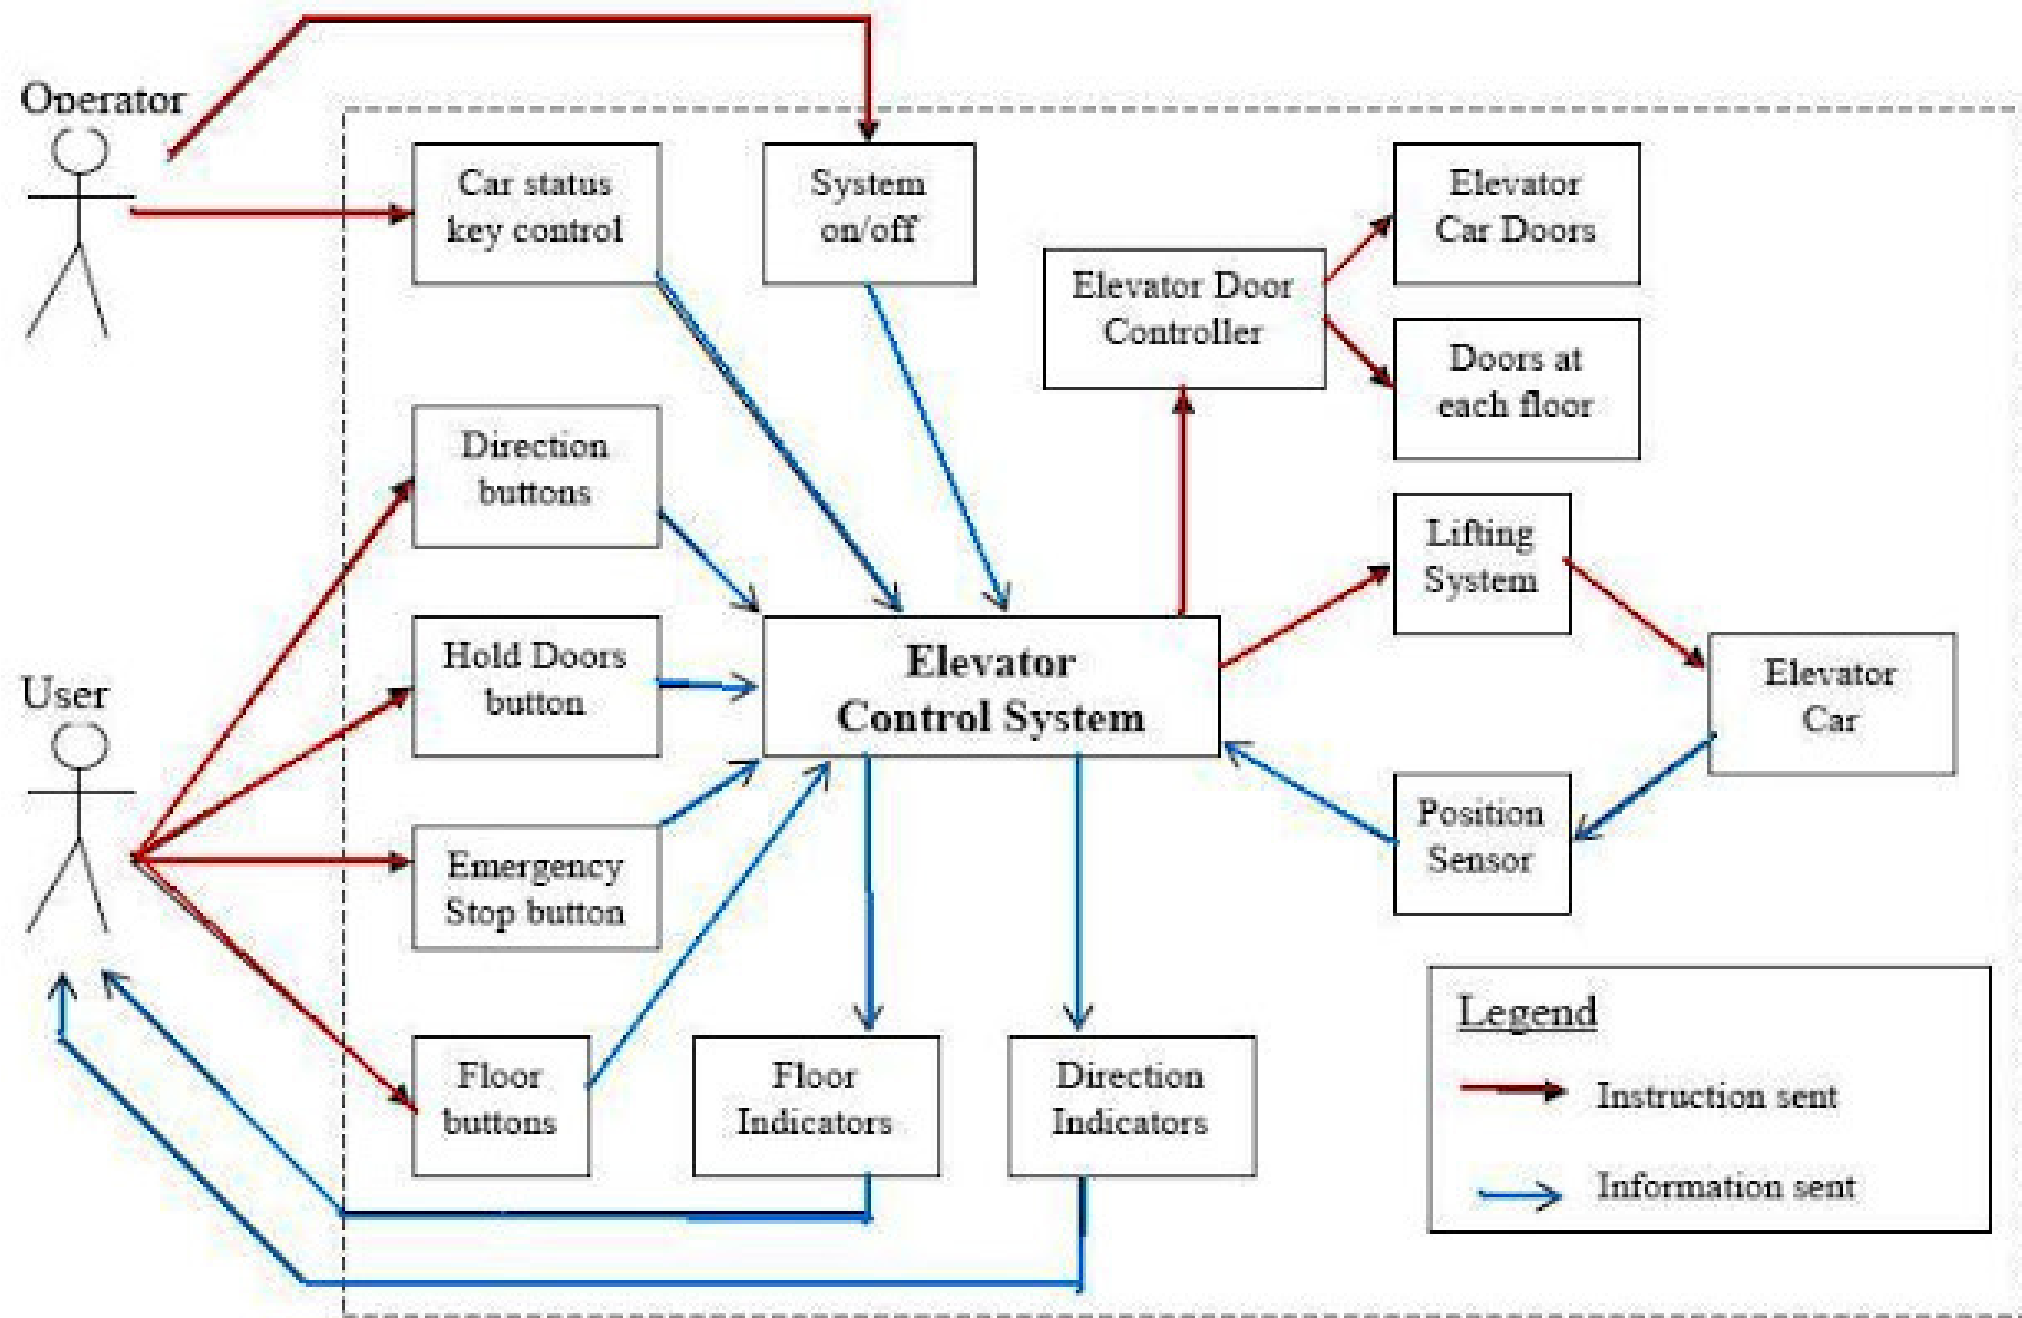 Operator
Car status
key control
System
on/off
Elevator
Car Doors
Elevator Door
Controller
Doors at
each floor
Direction
buttons
Lifting
System
Hold Doors
button
Elevator
Control System
Elevator
Car
User
Emergency
Stop button
Position
Sensor
Floor
buttons
Floor
Indicators
Direction
Indicators
Legend
Instruction sent
Information sent